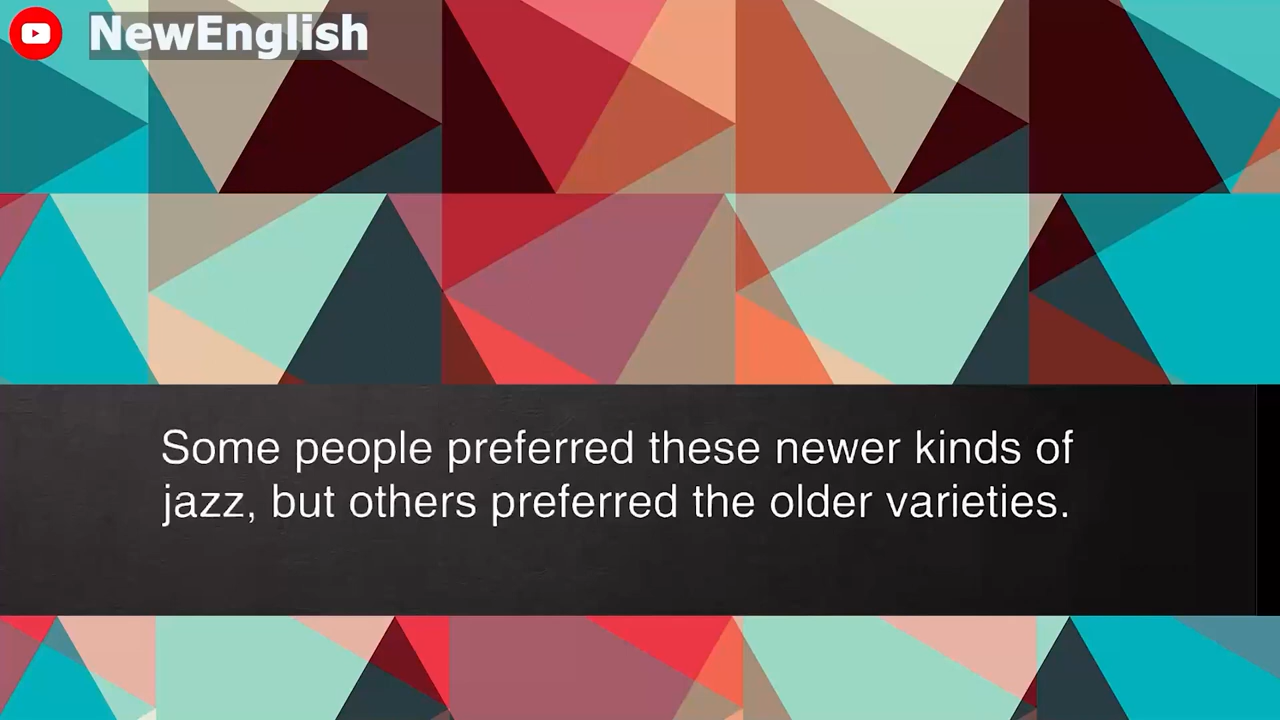 NewEnglish
Some people preferred these newer kinds of
jazz, but others preferred the older varieties.